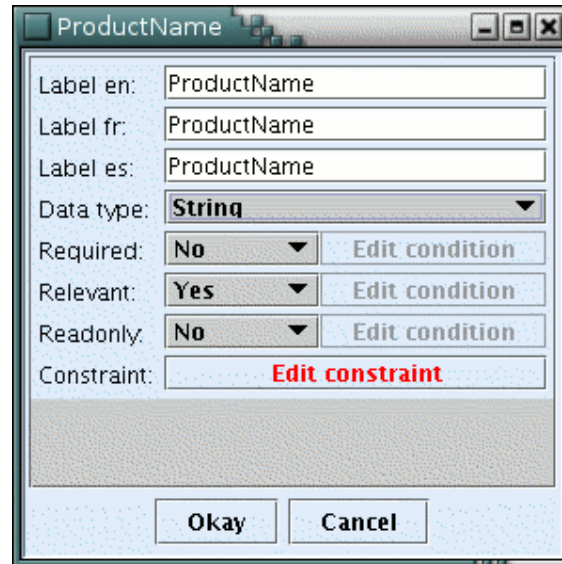 ProductName
Label en: ProductName
Label fr: ProductName
Label es: ProductName
Data type: String
Required: No Edit condition
Relevant: Yes Edit condition
Readonly: No Edit condition
Constraint: Edit constraint
Okay Cancel